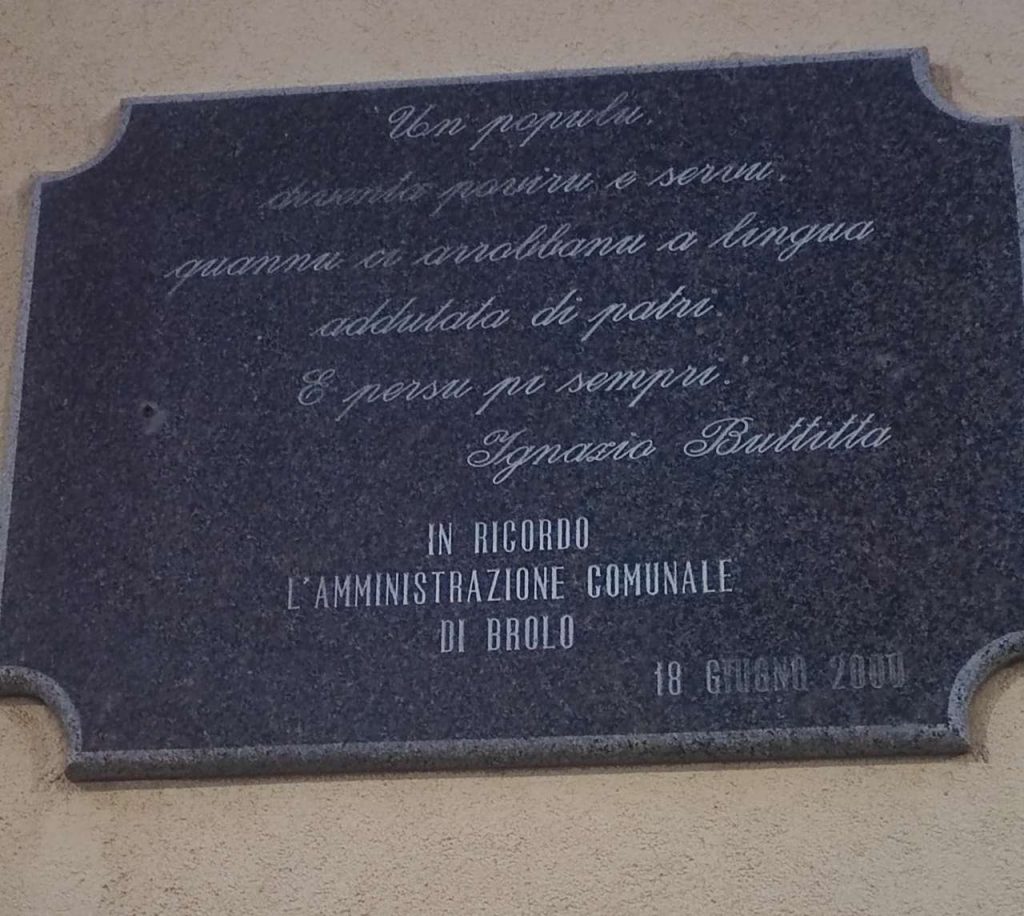 Un populu,
diventa poviru e servu,
quannu ci arrobbanu a lingua
addutata di patri.
E persu pi sempri.
Ignazio Buttitta
IN RICORDO
L'AMMINISTRAZIONE COMUNALE
DI BROLO
18 GIUGNO 2000